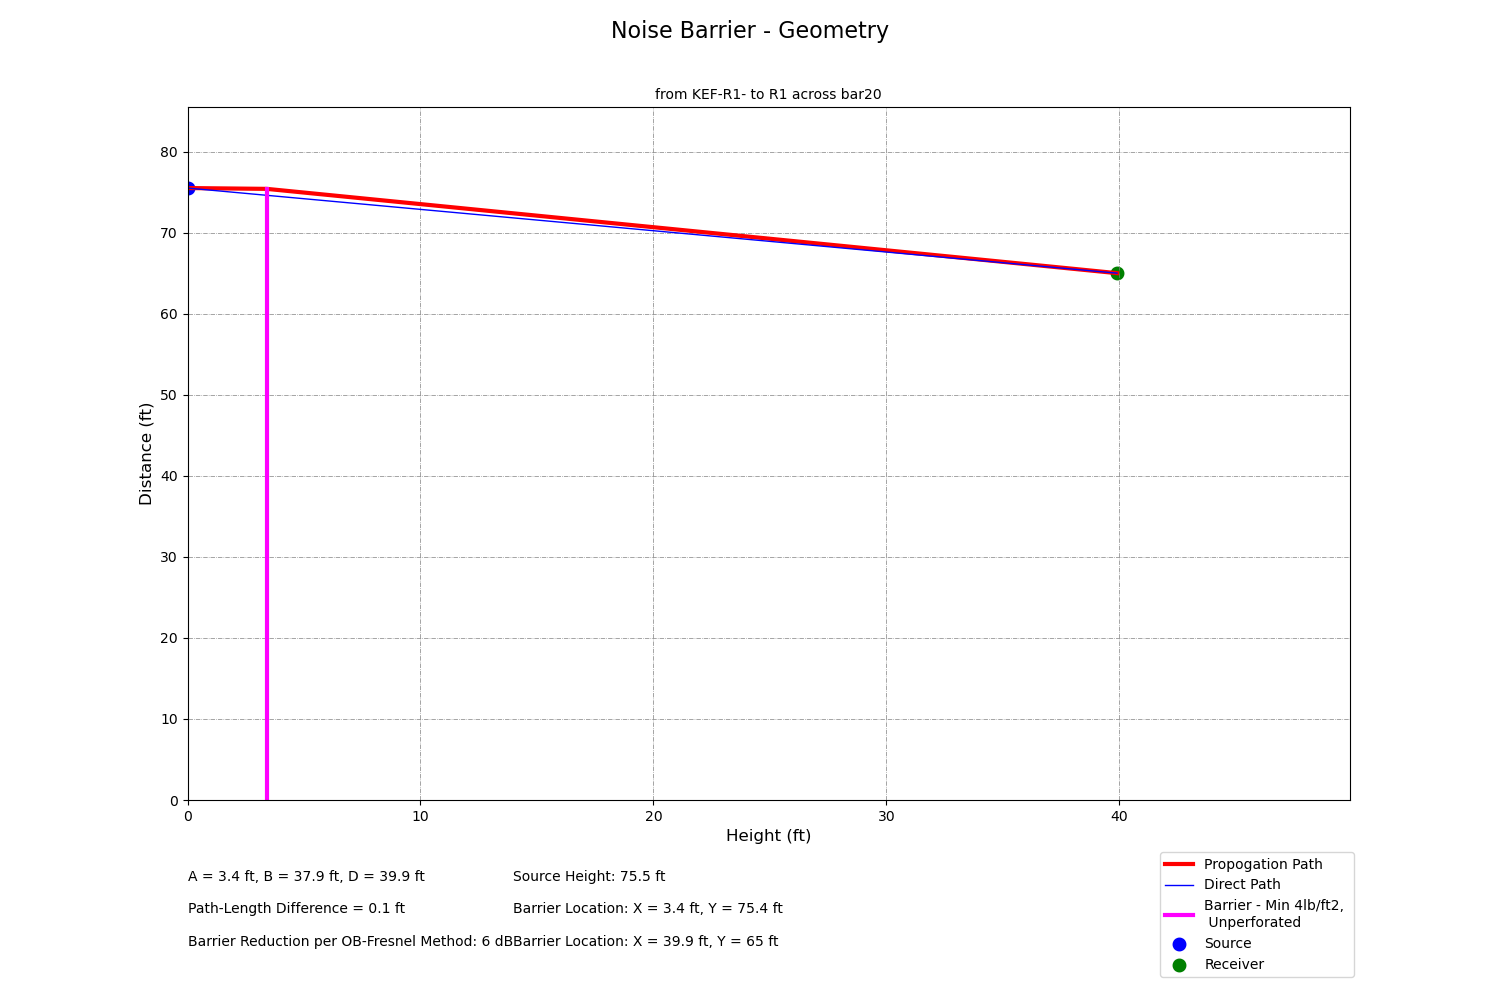 Noise Barrier - Geometry
from KEF-R1- to R1 across bar20
Distance (ft)
80
70
60
50
40
30
20
10
0
0 10 20 30 40
Height (ft)
A = 3.4 ft, B = 37.9 ft, D = 39.9 ft
Path-Length Difference = 0.1 ft
Barrier Reduction per OB-Fresnel Method: 6 dB
Source Height: 75.5 ft
Barrier Location: X = 3.4 ft, Y = 75.4 ft
Barrier Location: X = 39.9 ft, Y = 65 ft
Propogation Path
Direct Path
Barrier - Min 4lb/ft2,
Unperforated
Source
Receiver